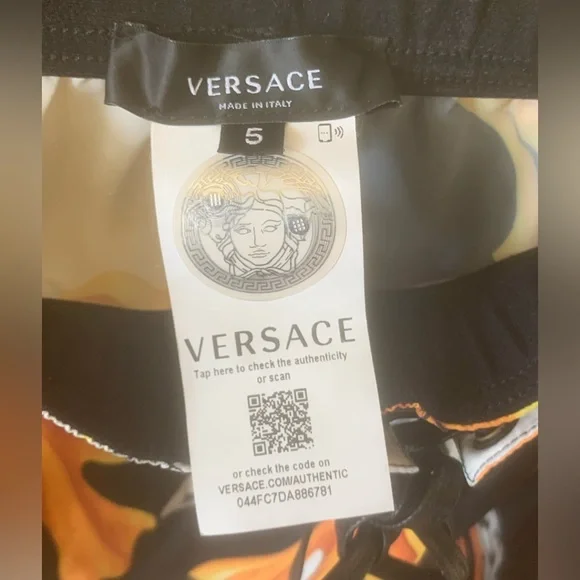 VERSACE
MADE IN ITALY
5
VERSACE
Tap here to check the authenticity
or scan
or check the code on
VERSACE.COM/AUTHENTIC
044FC7DA886781